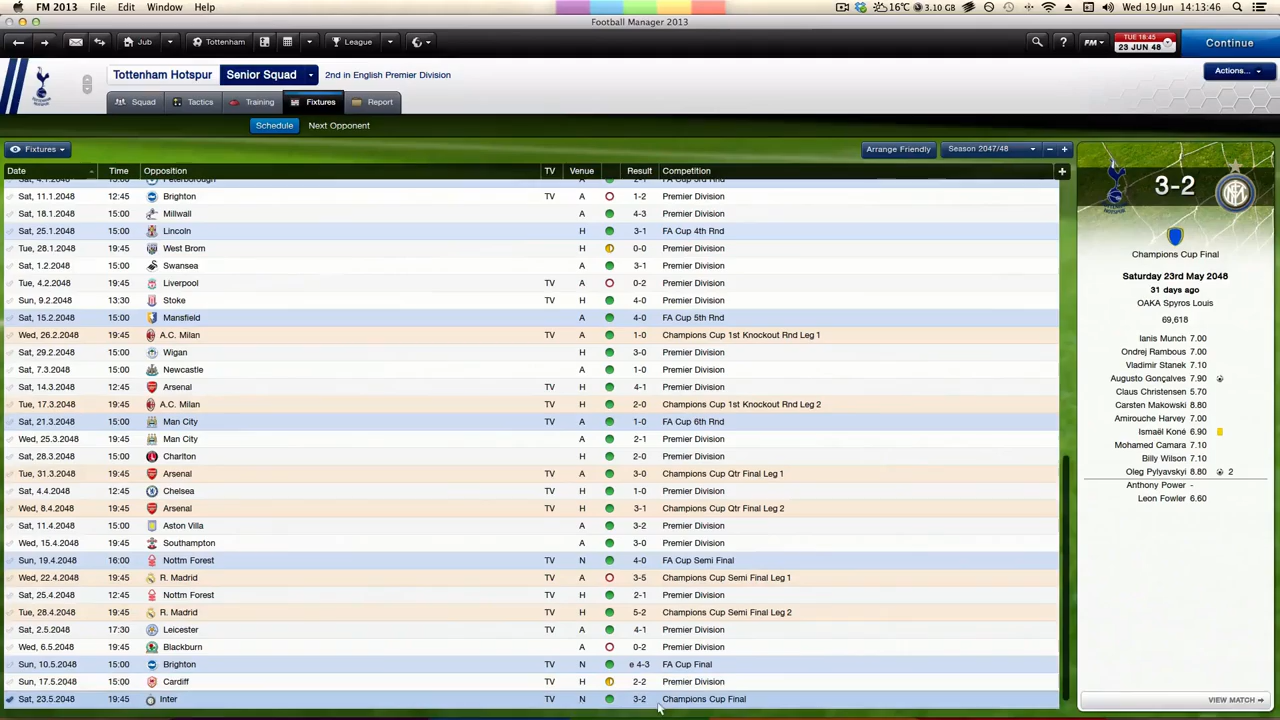 FM 2013 File Edit Window Help 16°C 3.10 GB Wed 19 Jun 14:13:46
Football Manager 2013
Job Tottenham League FM TUE 18:45 23 JUN 48 Continue
Tottenham Hotspur Senior Squad 2nd in English Premier Division Actions...
Squad Tactics Training Fixtures Report
Schedule Next Opponent
Fixtures Arrange Friendly Season 2047/48
Date Time Opposition TV Venue Result Competition
Sat, 4.1.2048 15:00 Peterborough A 2-1 FA Cup 3rd Rnd
Sat, 11.1.2048 12:45 Brighton TV A 1-2 Premier Division
Sat, 18.1.2048 15:00 Millwall A 4-3 Premier Division
Sat, 25.1.2048 15:00 Lincoln H 3-1 FA Cup 4th Rnd
Tue, 28.1.2048 19:45 West Brom H 0-0 Premier Division
Sat, 1.2.2048 15:00 Swansea A 3-1 Premier Division
Tue, 4.2.2048 19:45 Liverpool TV A 0-2 Premier Division
Sun, 9.2.2048 13:30 Stoke TV H 4-0 Premier Division
Sat, 15.2.2048 15:00 Mansfield A 4-0 FA Cup 5th Rnd
Wed, 26.2.2048 19:45 A.C. Milan TV A 1-0 Champions Cup 1st Knockout Rnd Leg 1
Sat, 29.2.2048 15:00 Wigan H 3-0 Premier Division
Sat, 7.3.2048 15:00 Newcastle A 1-0 Premier Division
Sat, 14.3.2048 12:45 Arsenal TV H 4-1 Premier Division
Tue, 17.3.2048 19:45 A.C. Milan TV H 2-0 Champions Cup 1st Knockout Rnd Leg 2
Sat, 21.3.2048 15:00 Man City A 1-0 FA Cup 6th Rnd
Wed, 25.3.2048 19:45 Man City A 2-1 Premier Division
Sat, 28.3.2048 15:00 Charlton H 2-0 Premier Division
Tue, 31.3.2048 19:45 Arsenal TV A 3-0 Champions Cup Qtr Final Leg 1
Sat, 4.4.2048 12:45 Chelsea TV H 1-0 Premier Division
Wed, 8.4.2048 19:45 Arsenal TV H 3-1 Champions Cup Qtr Final Leg 2
Sat, 11.4.2048 15:00 Aston Villa A 3-2 Premier Division
Wed, 15.4.2048 19:45 Southampton A 3-0 Premier Division
Sun, 19.4.2048 16:00 Nottm Forest TV N 4-0 FA Cup Semi Final
Wed, 22.4.2048 19:45 R. Madrid TV A 3-5 Champions Cup Semi Final Leg 1
Sat, 25.4.2048 12:45 Nottm Forest TV H 2-1 Premier Division
Tue, 28.4.2048 19:45 R. Madrid TV H 5-2 Champions Cup Semi Final Leg 2
Sat, 2.5.2048 17:30 Leicester TV A 4-1 Premier Division
Wed, 6.5.2048 19:45 Blackburn A 0-2 Premier Division
Sun, 10.5.2048 15:00 Brighton TV N e 4-3 FA Cup Final
Sun, 17.5.2048 15:00 Cardiff TV H 2-2 Premier Division
Sat, 23.5.2048 19:45 Inter TV N 3-2 Champions Cup Final
3-2
Champions Cup Final
Saturday 23rd May 2048
31 days ago
OAKA Spyros Louis
69,618
Ianis Munch 7.00
Ondrej Rambous 7.00
Vladimir Stanek 7.10
Augusto Gonçalves 7.90
Claus Christensen 5.70
Carsten Makowski 8.80
Amirouche Harvey 7.00
Ismaël Koné 6.90
Mohamed Camara 7.10
Billy Wilson 7.10
Oleg Pylyavskyi 8.80 2
Anthony Power -
Leon Fowler 6.60
VIEW MATCH